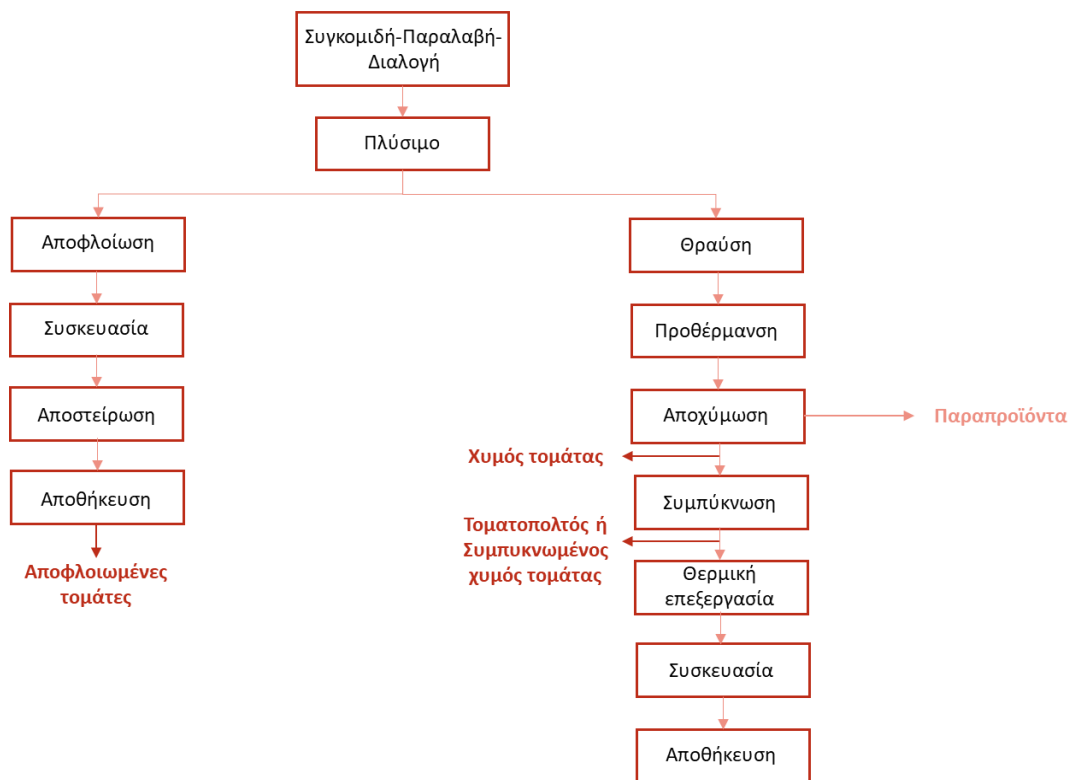 Συγκομιδή-Παραλαβή-
Διαλογή
Πλύσιμο
Αποφλοίωση
Συσκευασία
Αποστείρωση
Αποθήκευση
Αποφλοιωμένες
τομάτες
Θραύση
Προθέρμανση
Αποχύμωση
Παραπροϊόντα
Χυμός τομάτας
Συμπύκνωση
Τοματοπολτός ή
Συμπυκνωμένος
χυμός τομάτας
Θερμική
επεξεργασία
Συσκευασία
Αποθήκευση